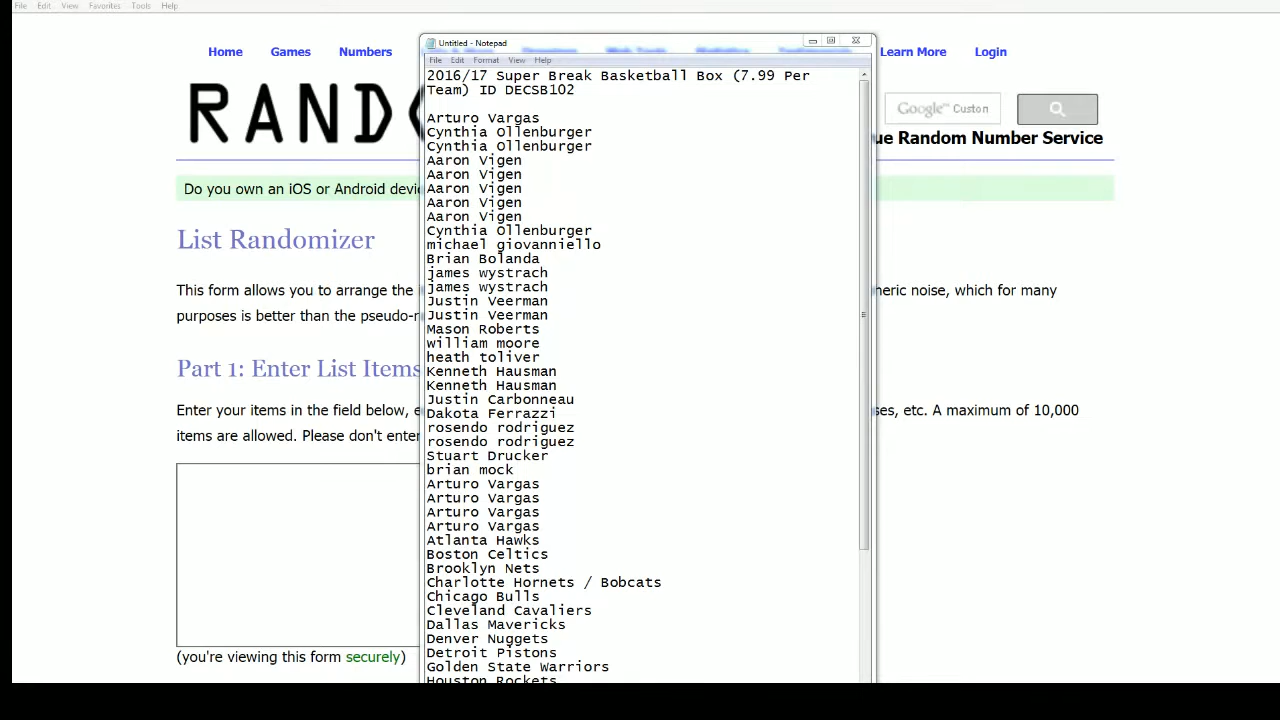 File Edit View Favorites Tools Help
Home Games Numbers Learn More Login
Untitled - Notepad
File Edit Format View Help
RAND
Google™ Custom
ue Random Number Service
Do you own an iOS or Android devi
List Randomizer
This form allows you to arrange the
heric noise, which for many
purposes is better than the pseudo-r
Part 1: Enter List Items
Enter your items in the field below, e
ses, etc. A maximum of 10,000
items are allowed. Please don't enter
(you're viewing this form securely)
2016/17 Super Break Basketball Box (7.99 Per
Team) ID DECSB102
Arturo Vargas
Cynthia Ollenburger
Cynthia Ollenburger
Aaron Vigen
Aaron Vigen
Aaron Vigen
Aaron Vigen
Aaron Vigen
Cynthia Ollenburger
michael giovanniello
Brian Bolanda
james wystrach
james wystrach
Justin Veerman
Justin Veerman
Mason Roberts
william moore
heath toliver
Kenneth Hausman
Kenneth Hausman
Justin Carbonneau
Dakota Ferrazzi
rosendo rodriguez
rosendo rodriguez
Stuart Drucker
brian mock
Arturo Vargas
Arturo Vargas
Arturo Vargas
Arturo Vargas
Atlanta Hawks
Boston Celtics
Brooklyn Nets
Charlotte Hornets / Bobcats
Chicago Bulls
Cleveland Cavaliers
Dallas Mavericks
Denver Nuggets
Detroit Pistons
Golden State Warriors
Houston Rockets